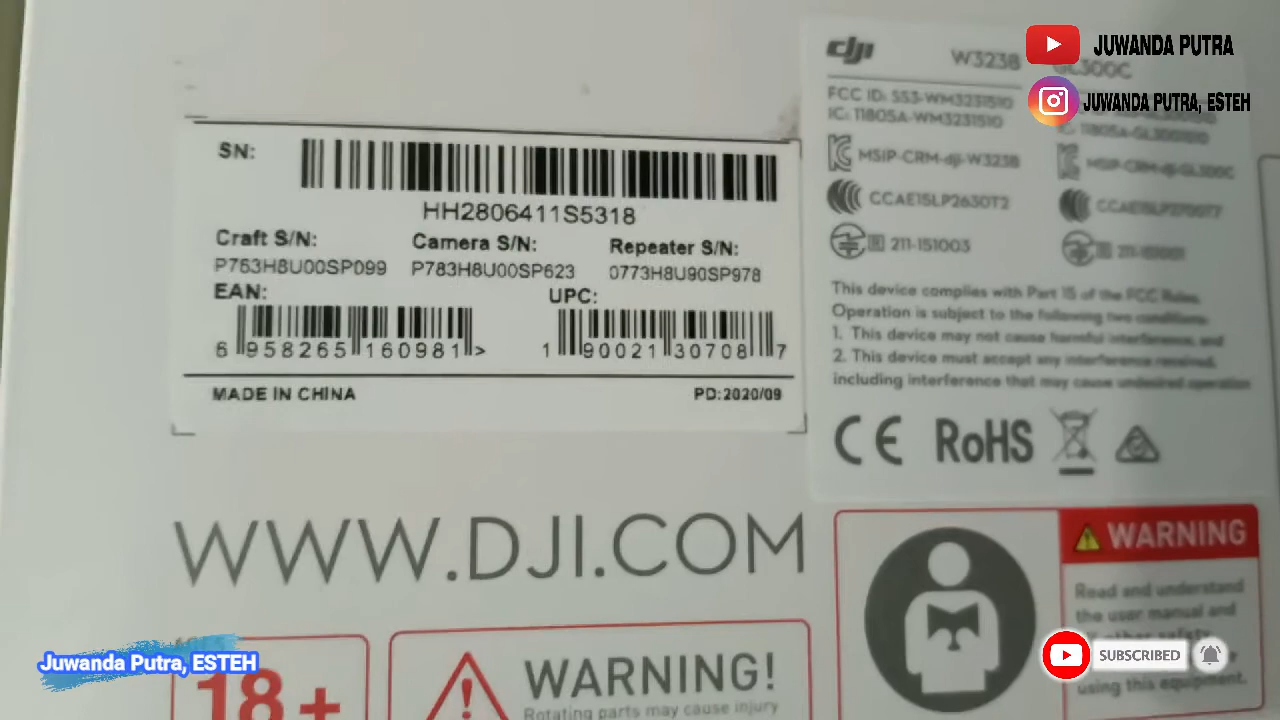 JUWANDA PUTRA
JUWANDA PUTRA, ESTEH
dji W3238 GL300C
FCC ID: SS3-WM3231510
IC: 11805A-WM3231510
IC: 11805A-GL3001510
MSIP-CRM-dji-W3238
MSIP-CRM-dji-GL300C
CCAE15LP2630T2
R 211-151003
This device complies with Part 15 of the FCC Rules.
Operation is subject to the following two conditions:
1. This device may not cause harmful interference, and
2. This device must accept any interference received,
including interference that may cause undesired operation
CE RoHS
SN:
HH2806411S5318
Craft S/N: Camera S/N: Repeater S/N:
P763H8U00SP099 P783H8U00SP623 0773H8U90SP978
EAN: UPC:
6 958265 160981 > 1 90021 30708 7
MADE IN CHINA PD:2020/09
WWW.DJI.COM
WARNING
Read and understand
the user manual and
using this equipment.
WARNING!
Rotating parts may cause injury
18+
Juwanda Putra, ESTEH
SUBSCRIBED